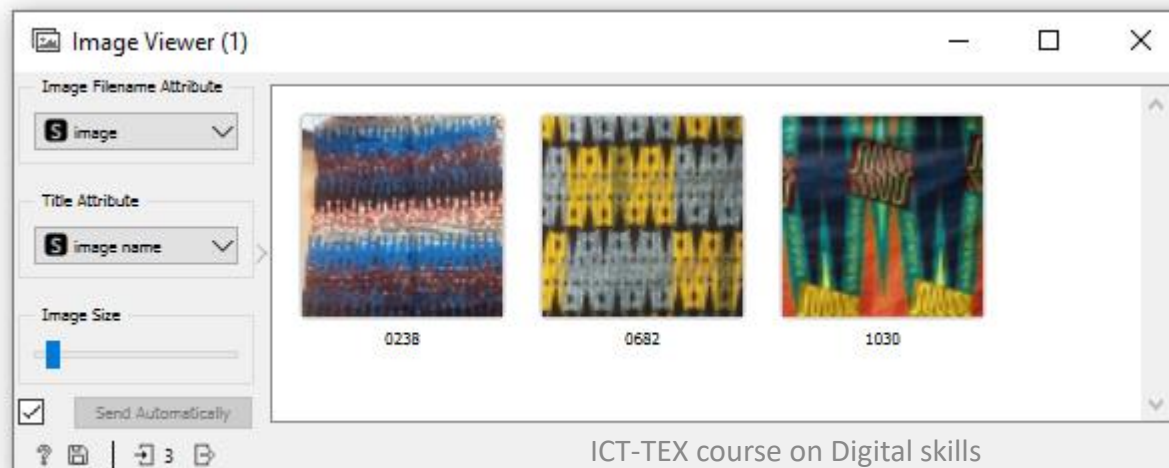 Image Viewer (1)
Image Filename Attribute
S image
Title Attribute
S image name
Image Size
Send Automatically
? 3
0238
0682
1030
ICT-TEX course on Digital skills